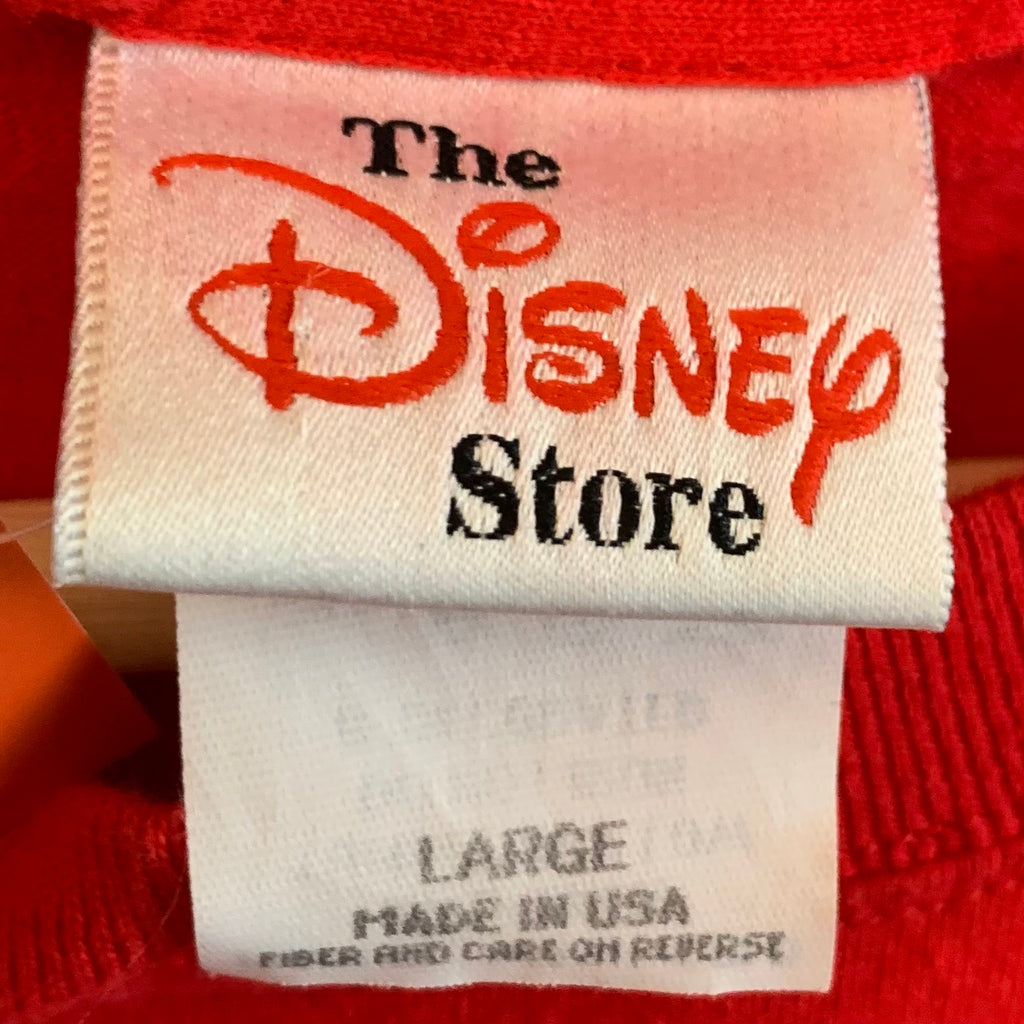 The
Disney
Store
LARGE
MADE IN USA
FIBER AND CARE ON REVERSE